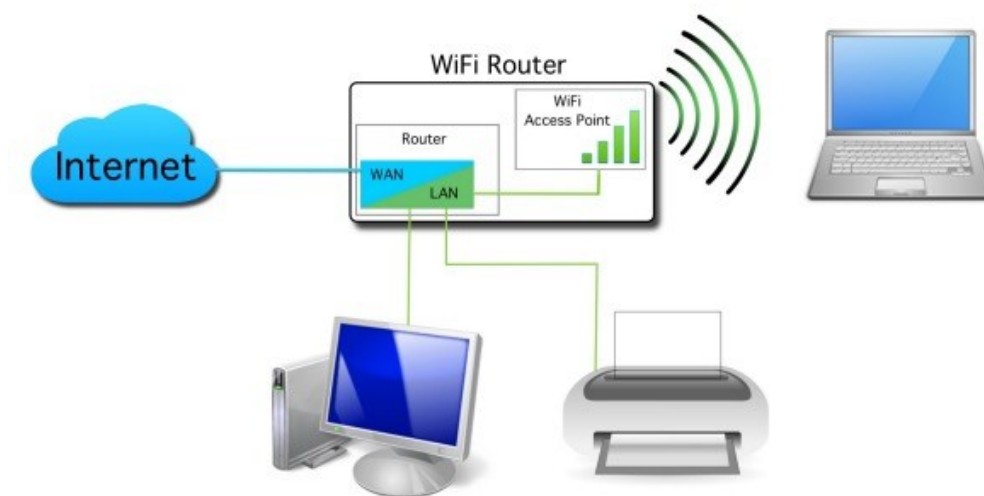 WiFi Router
WiFi
Access Point
Router
Internet
WAN
LAN